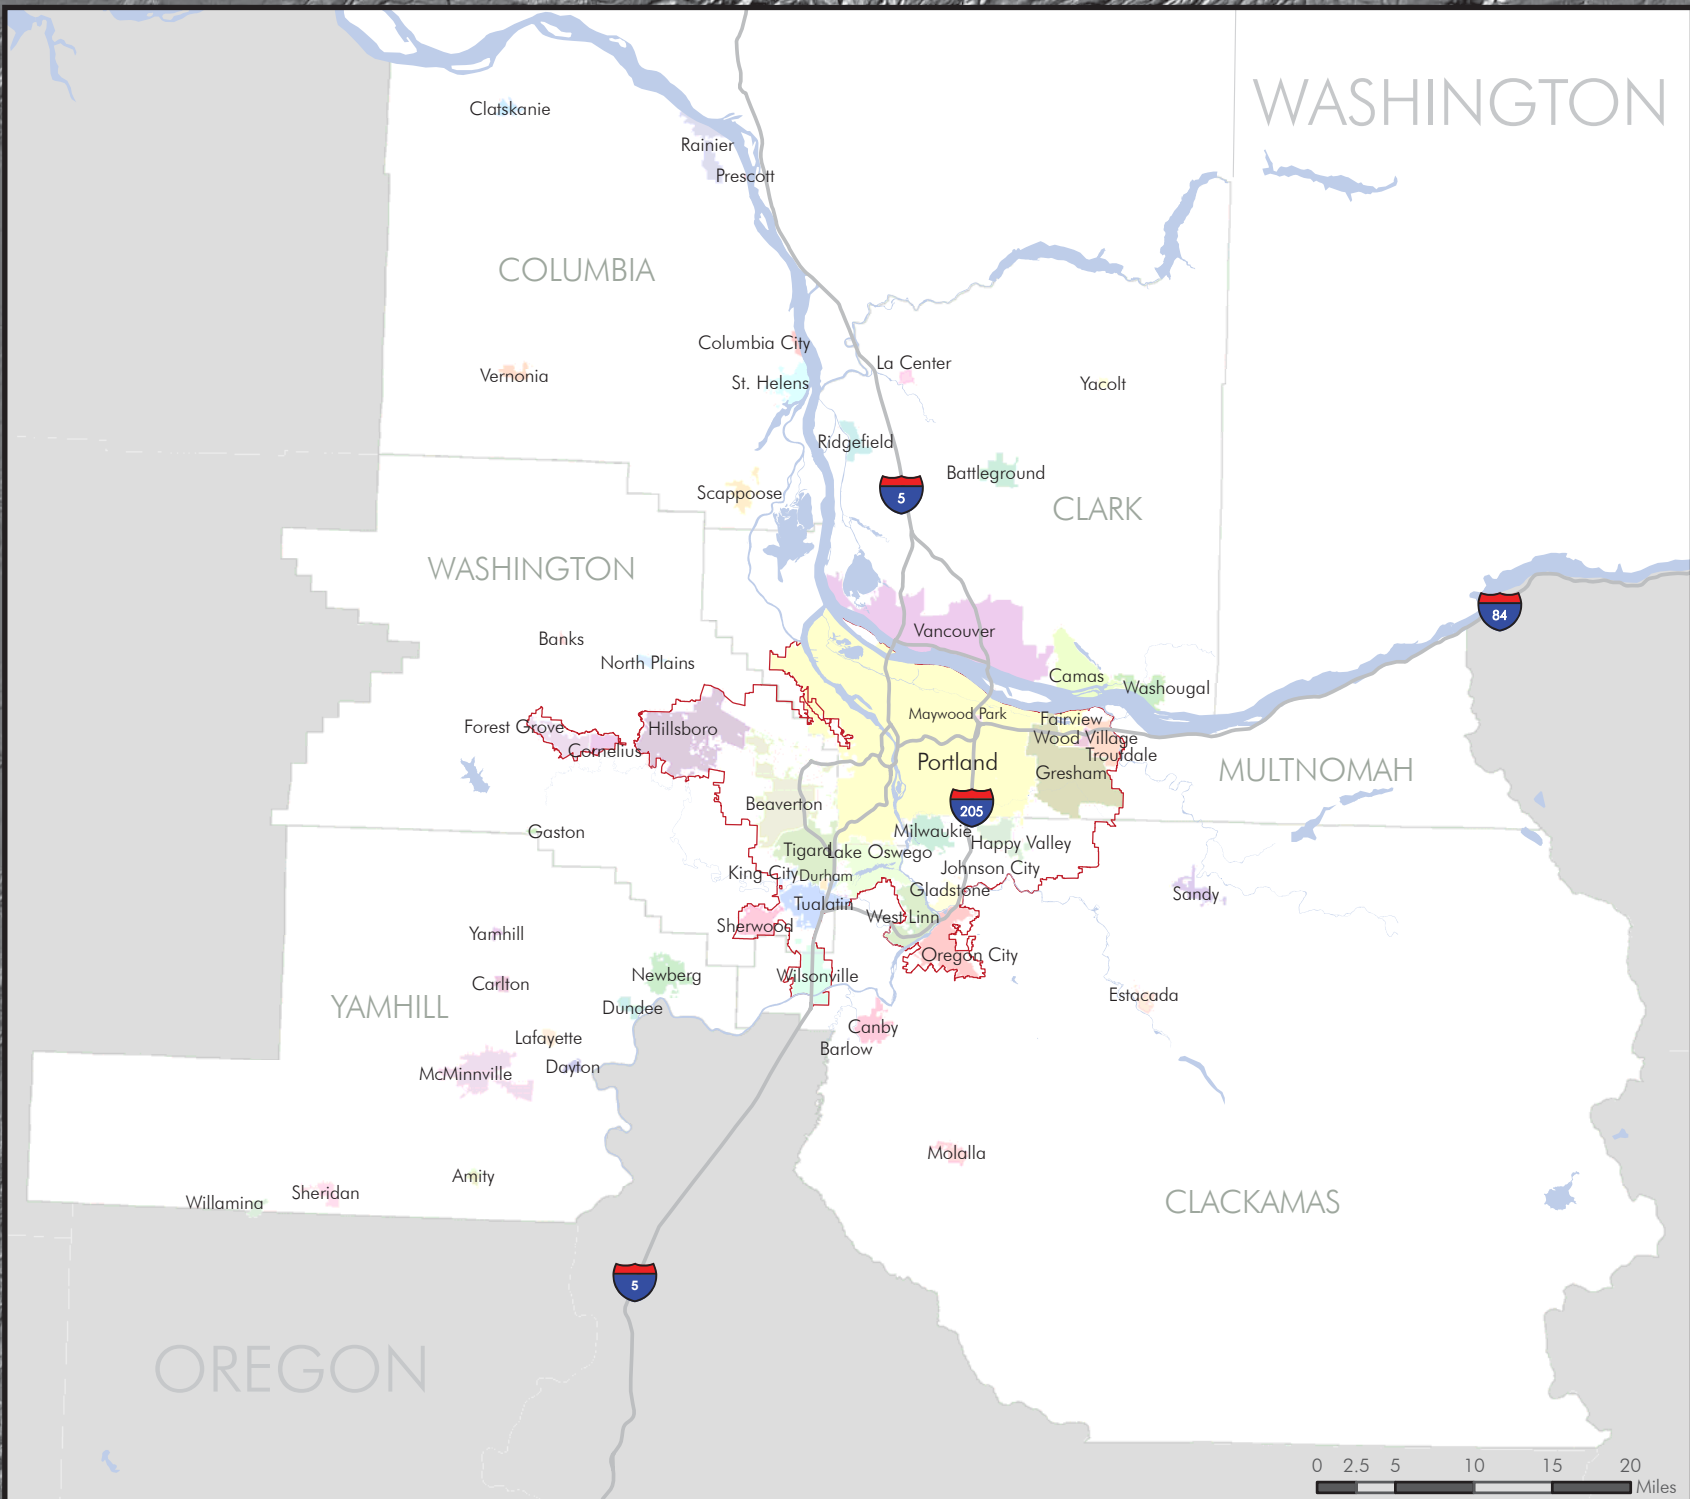 WASHINGTON
Clatskanie
Rainier
Prescott
COLUMBIA
Columbia City
La Center
Vernonia
St. Helens
Yacolt
Ridgefield
Battleground
Scappoose
5
CLARK
WASHINGTON
84
Banks
Vancouver
North Plains
Camas
Washougal
Maywood Park
Fairview
Forest Grove
Hillsboro
Wood Village
Cornelius
Troutdale
Portland
Gresham
MULTNOMAH
Beaverton
205
Gaston
Milwaukie
Happy Valley
Tigard
Lake Oswego
King City
Durham
Johnson City
Gladstone
Sandy
Tualatin
West Linn
Sherwood
Yamhill
Oregon City
Newberg
Wilsonville
Carlton
Estacada
YAMHILL
Dundee
Canby
Lafayette
Barlow
Dayton
McMinnville
Molalla
Amity
Sheridan
Willamina
CLACKAMAS
5
OREGON
0 2.5 5 10 15 20
Miles